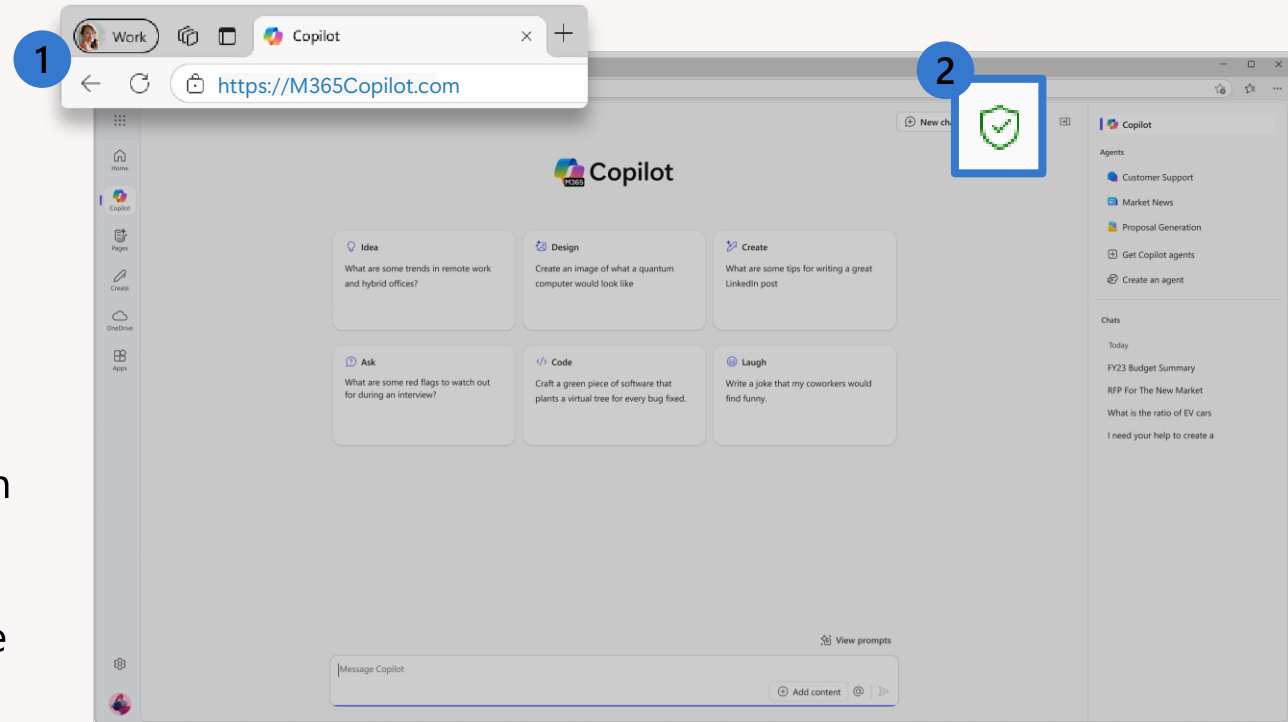 1
Work
Copilot
https://M365Copilot.com
2
New ch
M365 Copilot
Home
Copilot
Pages
Create
OneDrive
Apps
Idea
What are some trends in remote work
and hybrid offices?
Design
Create an image of what a quantum
computer would look like
Create
What are some tips for writing a great
LinkedIn post
Ask
What are some red flags to watch out
for during an interview?
Code
Craft a green piece of software that
plants a virtual tree for every bug fixed.
Laugh
Write a joke that my coworkers would
find funny.
View prompts
Message Copilot
Add content
@
Copilot
Agents
Customer Support
Market News
Proposal Generation
Get Copilot agents
Create an agent
Chats
Today
FY23 Budget Summary
RFP For The New Market
What is the ratio of EV cars
I need your help to create a
n
e